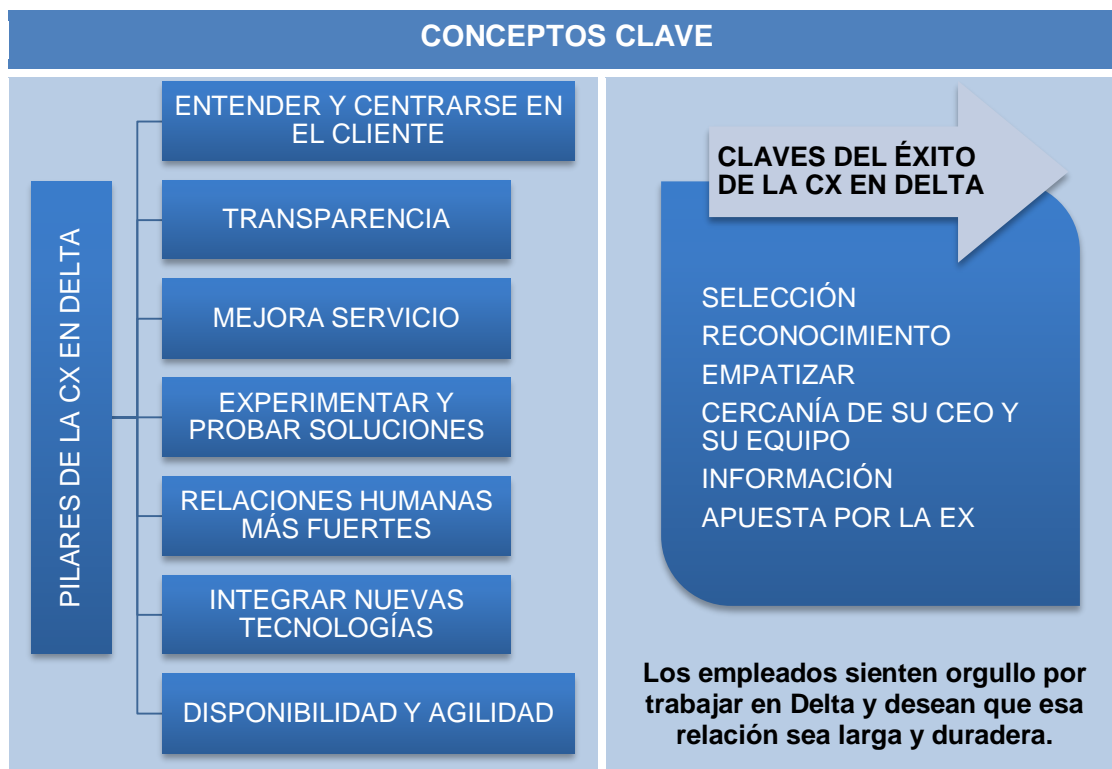 CONCEPTOS CLAVE
PILARES DE LA CX EN DELTA
ENTENDER Y CENTRARSE EN
EL CLIENTE
TRANSPARENCIA
MEJORA SERVICIO
EXPERIMENTAR Y
PROBAR SOLUCIONES
RELACIONES HUMANAS
MÁS FUERTES
INTEGRAR NUEVAS
TECNOLOGÍAS
DISPONIBILIDAD Y AGILIDAD
CLAVES DEL ÉXITO
DE LA CX EN DELTA
SELECCIÓN
RECONOCIMIENTO
EMPATIZAR
CERCANÍA DE SU CEO Y
SU EQUIPO
INFORMACIÓN
APUESTA POR LA EX
Los empleados sienten orgullo por
trabajar en Delta y desean que esa
relación sea larga y duradera.